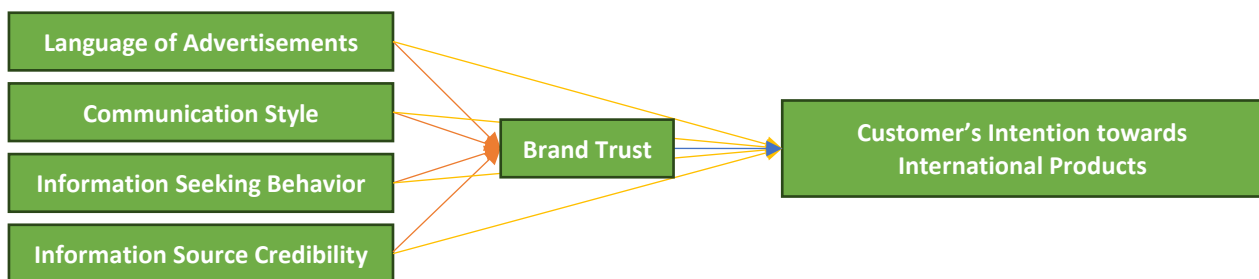 Language of Advertisements
Communication Style
Information Seeking Behavior
Information Source Credibility
Brand Trust
Customer’s Intention towards
International Products